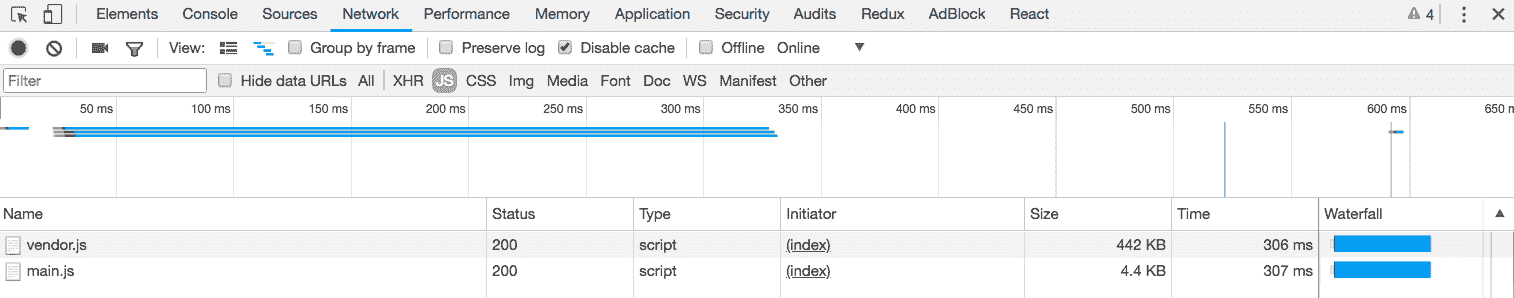 Elements Console Sources Network Performance Memory Application Security Audits Redux AdBlock React 4
View: Group by frame Preserve log Disable cache Offline Online
Filter Hide data URLs All XHR JS CSS Img Media Font Doc WS Manifest Other
50 ms 100 ms 150 ms 200 ms 250 ms 300 ms 350 ms 400 ms 450 ms 500 ms 550 ms 600 ms 650 m
Name Status Type Initiator Size Time Waterfall
vendor.js 200 script (index) 442 KB 306 ms
main.js 200 script (index) 4.4 KB 307 ms